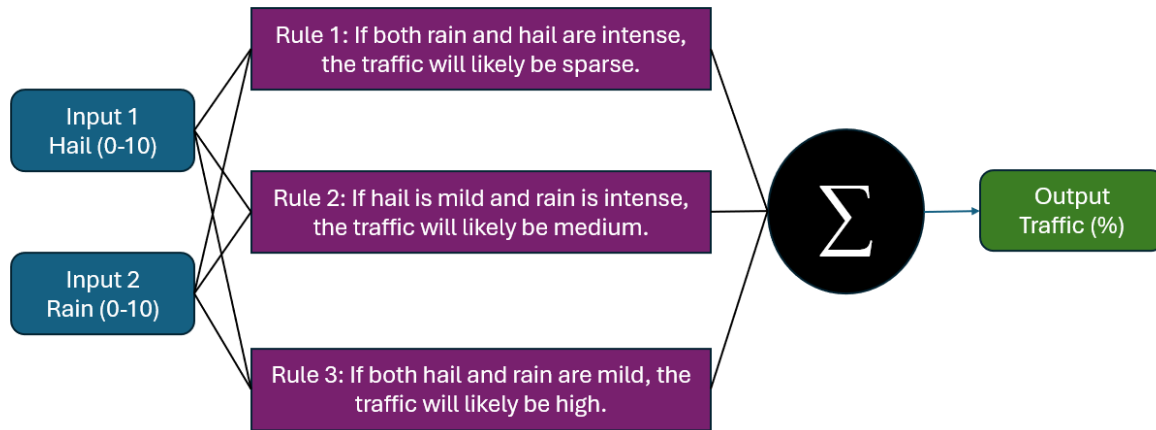 Rule 1: If both rain and hail are intense,
the traffic will likely be sparse.
Input 1
Hail (0-10)
Rule 2: If hail is mild and rain is intense,
the traffic will likely be medium.
∑
Output
Traffic (%)
Input 2
Rain (0-10)
Rule 3: If both hail and rain are mild, the
traffic will likely be high.